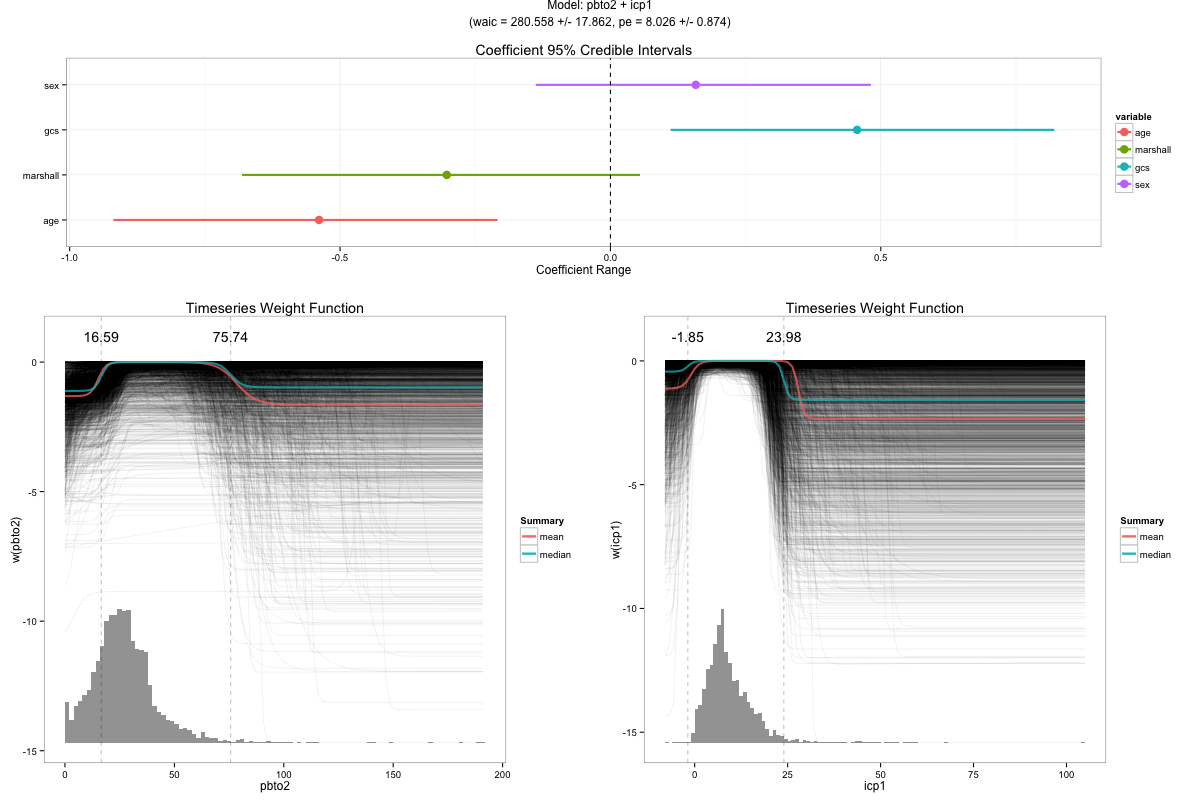 Model: pbto2 + icp1
(waic = 280.558 +/- 17.862, pe = 8.026 +/- 0.874)
Coefficient 95% Credible Intervals
sex
gcs
marshall
age
-1.0
-0.5
0.0
0.5
Coefficient Range
variable
age
marshall
gcs
sex
Timeseries Weight Function
16.59
75.74
0
-5
-10
-15
w(pbto2)
0
50
100
150
200
pbto2
Summary
mean
median
Timeseries Weight Function
-1.85
23.98
0
-5
-10
-15
w(icp1)
0
25
50
75
100
icp1
Summary
mean
median